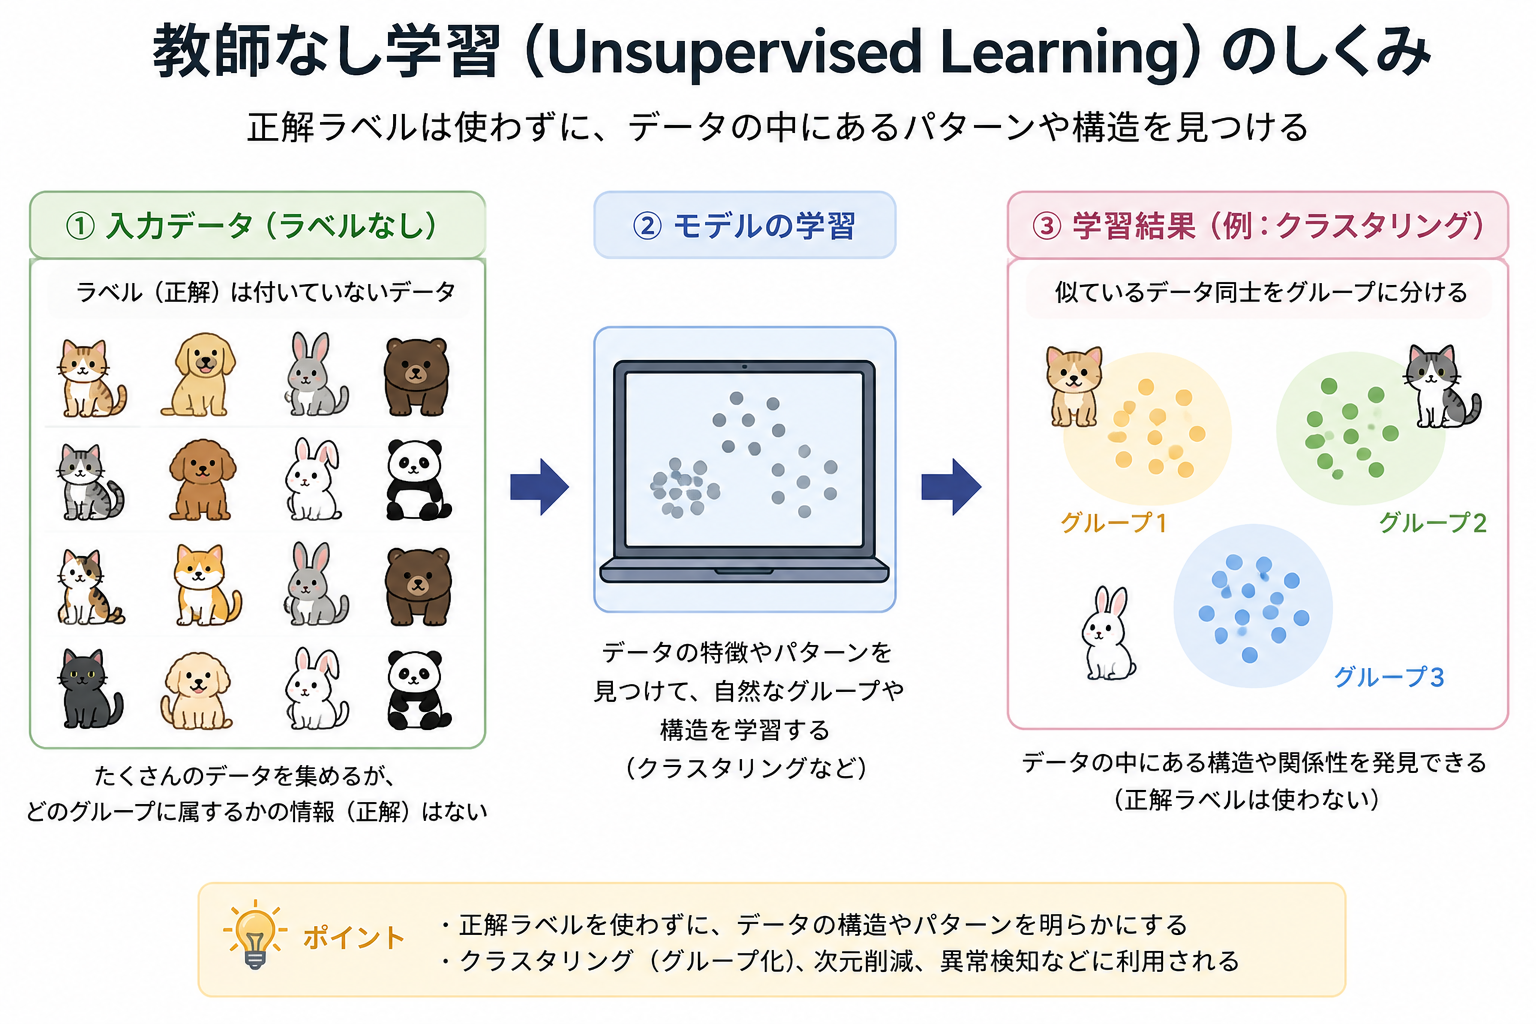 教師なし学習（Unsupervised Learning）のしくみ
正解ラベルは使わずに、データの中にあるパターンや構造を見つける
① 入力データ（ラベルなし）
ラベル（正解）は付いていないデータ
たくさんのデータを集めるが、
どのグループに属するかの情報（正解）はない
② モデルの学習
データの特徴やパターンを
見つけて、自然なグループや
構造を学習する
（クラスタリングなど）
③ 学習結果（例：クラスタリング）
似ているデータ同士をグループに分ける
グループ1
グループ2
グループ3
データの中にある構造や関係性を発見できる
（正解ラベルは使わない）
ポイント
・正解ラベルを使わずに、データの構造やパターンを明らかにする
・クラスタリング（グループ化）、次元削減、異常検知などに利用される